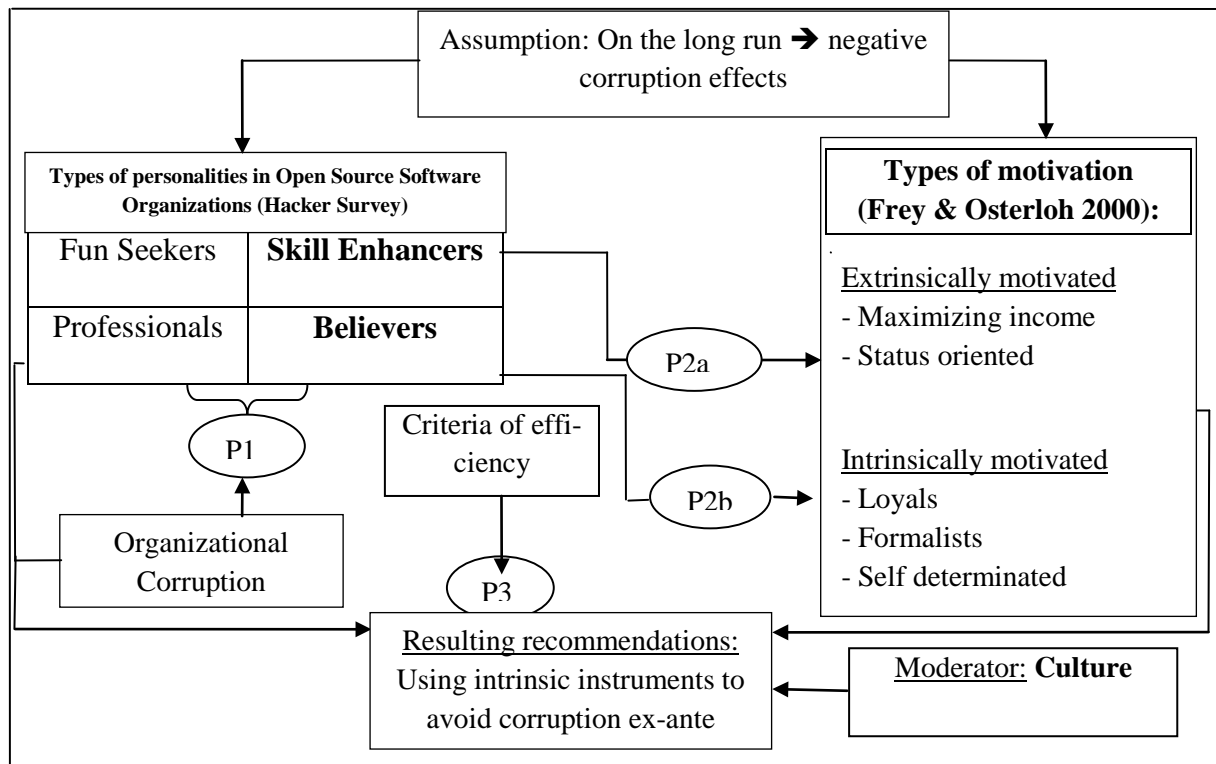 Assumption: On the long run ➔ negative
corruption effects
Types of personalities in Open Source Software
Organizations (Hacker Survey)
Fun Seekers
Skill Enhancers
Professionals
Believers
Types of motivation
(Frey & Osterloh 2000):
Extrinsically motivated
- Maximizing income
- Status oriented
Intrinsically motivated
- Loyals
- Formalists
- Self determinated
P2a
P1
Criteria of effi-
ciency
P2b
Organizational
Corruption
P3
Resulting recommendations:
Using intrinsic instruments to
avoid corruption ex-ante
Moderator: Culture